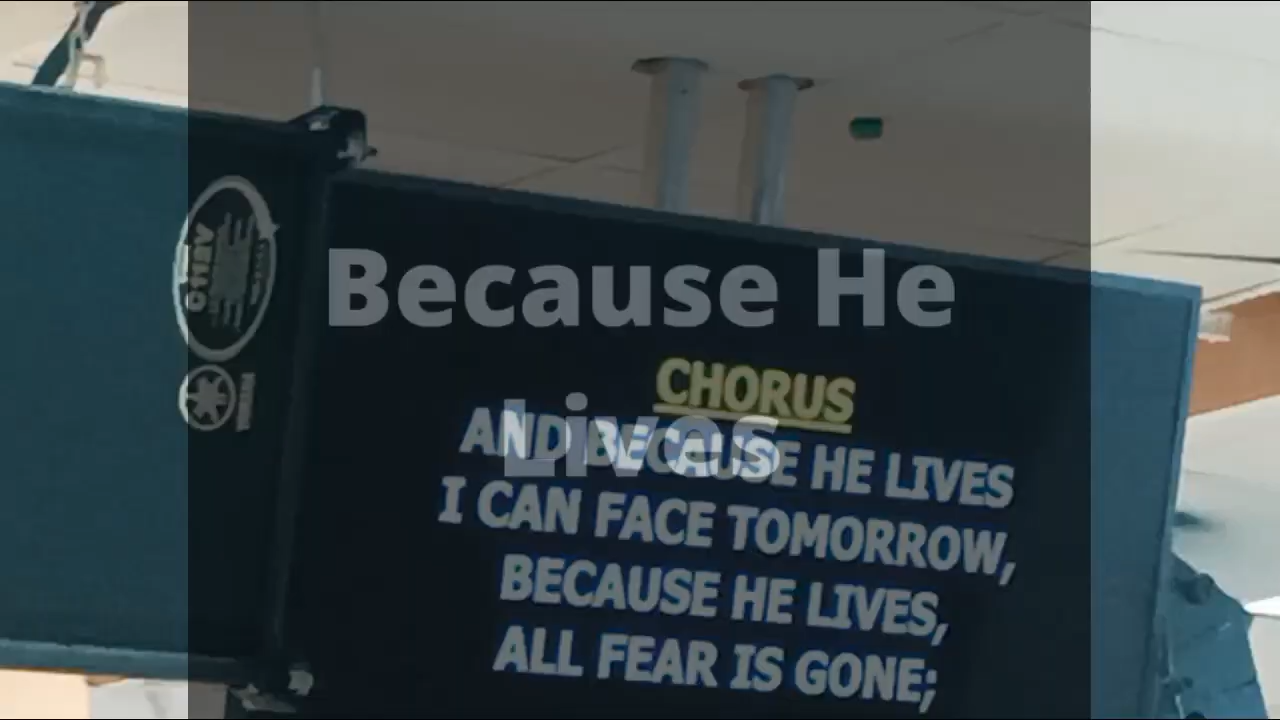 Because He
Lives
CHORUS
AND BECAUSE HE LIVES
I CAN FACE TOMORROW,
BECAUSE HE LIVES,
ALL FEAR IS GONE;